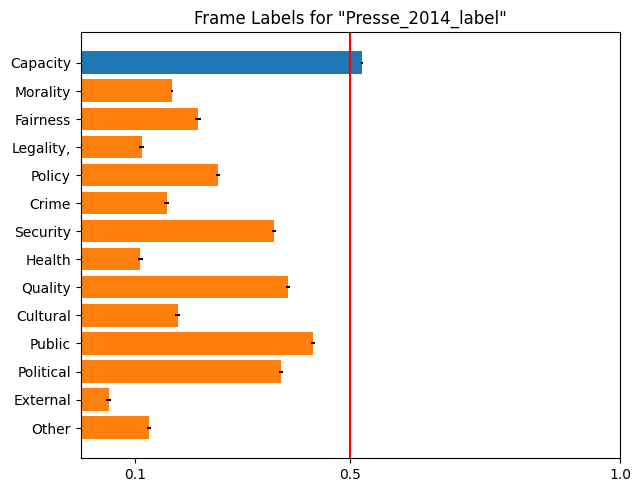 Frame Labels for "Presse_2014_label"
Capacity
Morality
Fairness
Legality,
Policy
Crime
Security
Health
Quality
Cultural
Public
Political
External
Other
0.1 0.5 1.0